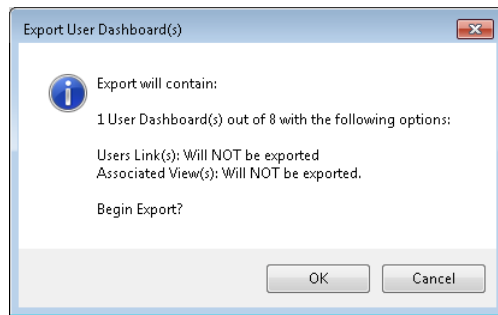 Export User Dashboard(s)
Export will contain:
1 User Dashboard(s) out of 8 with the following options:
Users Link(s): Will NOT be exported
Associated View(s): Will NOT be exported.
Begin Export?
OK
Cancel